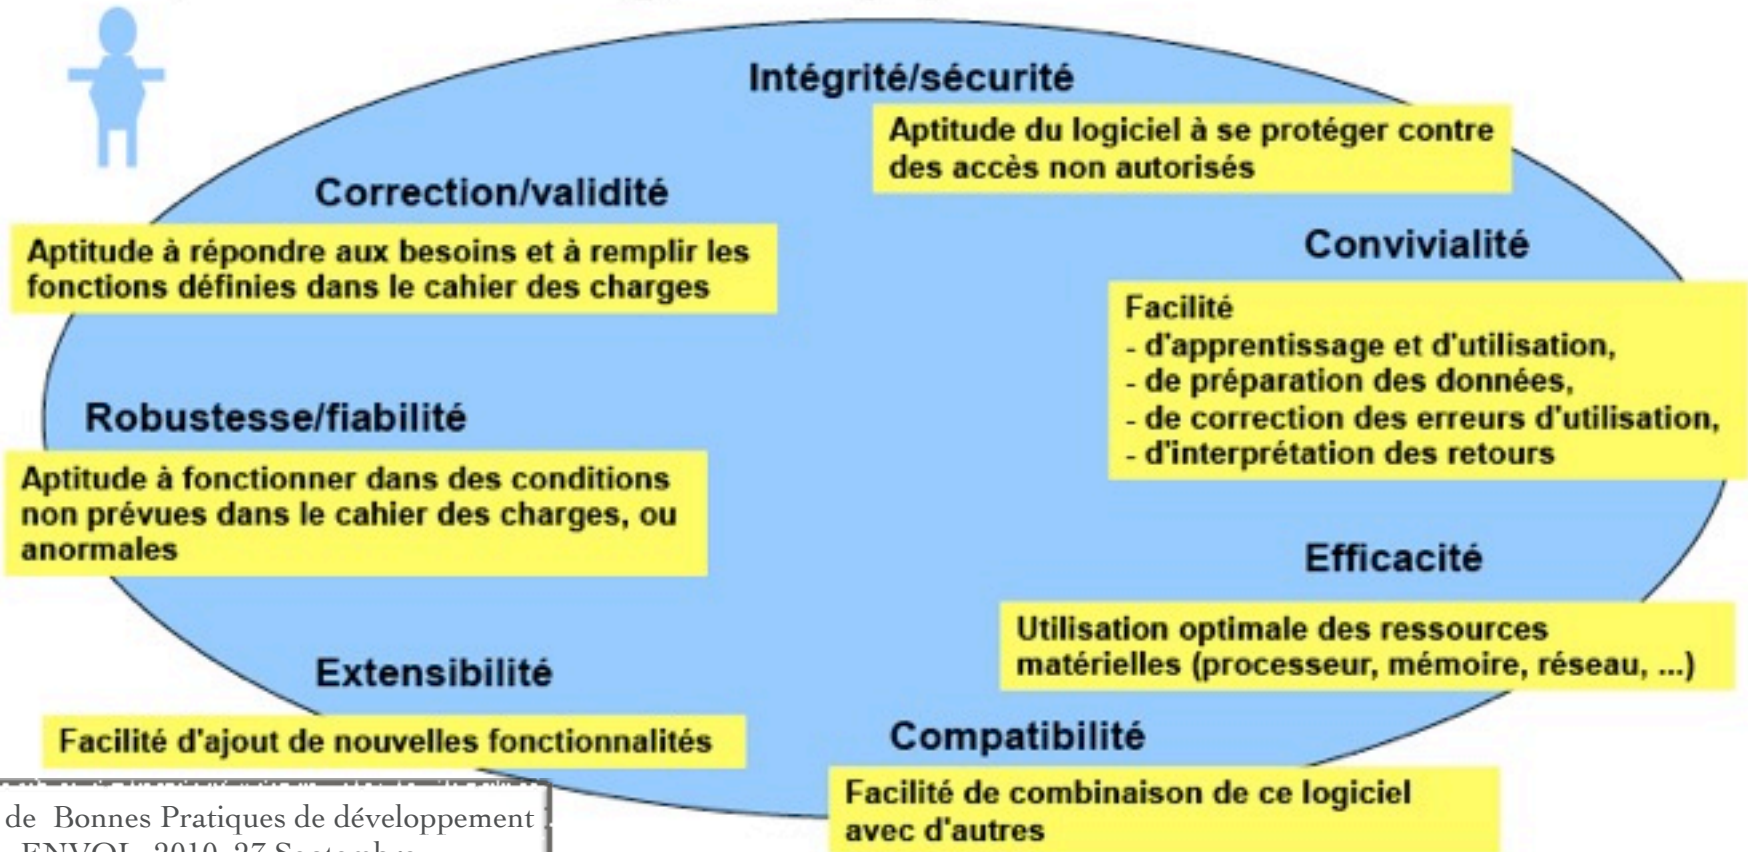 Intégrité/sécurité
Aptitude du logiciel à se protéger contre
des accès non autorisés
Correction/validité
Aptitude à répondre aux besoins et à remplir les
fonctions définies dans le cahier des charges
Convivialité
Facilité
- d'apprentissage et d'utilisation,
- de préparation des données,
- de correction des erreurs d'utilisation,
- d'interprétation des retours
Robustesse/fiabilité
Aptitude à fonctionner dans des conditions
non prévues dans le cahier des charges, ou
anormales
Efficacité
Utilisation optimale des ressources
matérielles (processeur, mémoire, réseau, ...)
Extensibilité
Facilité d'ajout de nouvelles fonctionnalités
Compatibilité
Facilité de combinaison de ce logiciel
avec d'autres
de Bonnes Pratiques de développement
ENVOL 2010, 27 Septembre